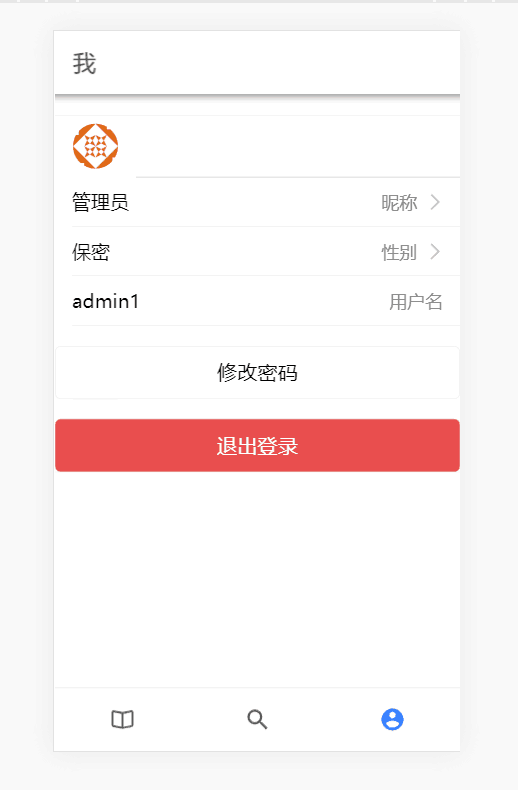 我
管理员 昵称
保密 性别
admin1 用户名
修改密码
退出登录